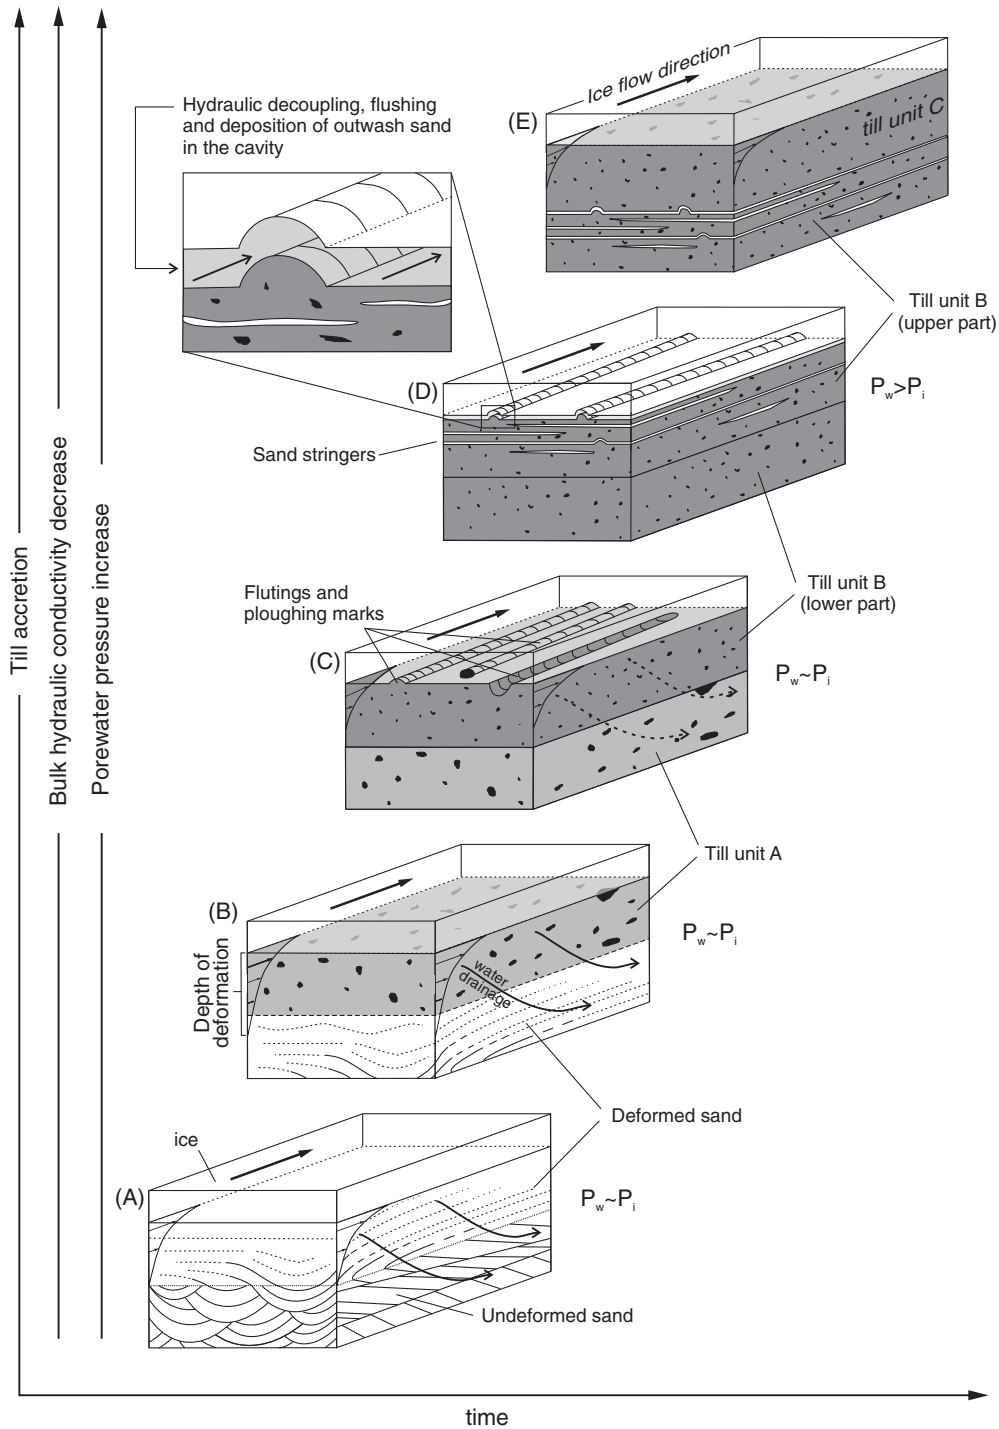 Ice flow direction
(E)
till unit C
Hydraulic decoupling, flushing
and deposition of outwash sand
in the cavity
Till unit B
(upper part)
(D)
Pw>Pi
Sand stringers
Till accretion
Bulk hydraulic conductivity decrease
Porewater pressure increase
Flutings and
ploughing marks
Till unit B
(lower part)
(C)
Pw~Pi
Till unit A
(B)
Pw~Pi
Depth of
deformation
water
drainage
Deformed sand
ice
(A)
Pw~Pi
Undeformed sand
time